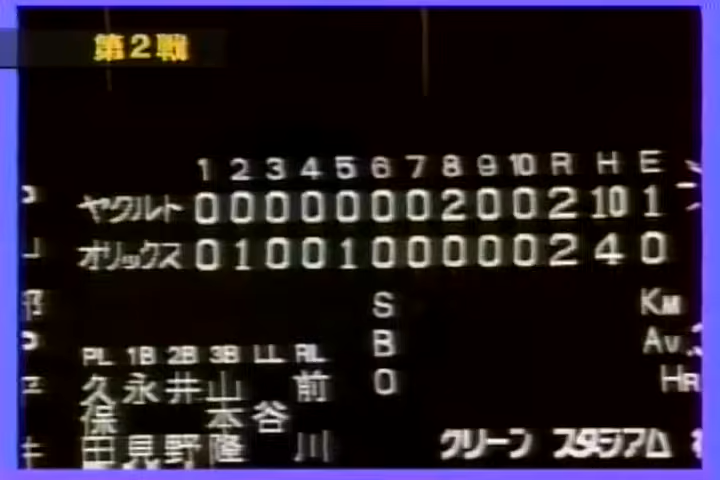 第2戦
1 2 3 4 5 6 7 8 9 10 R H E
ヤクルト 0 0 0 0 0 0 0 2 0 0 2 10 1
オリックス 0 1 0 0 1 0 0 0 0 0 2 4 0
S Km
PL 1B 2B 3B LL RL B Av.
久 永 井 山 前 O HR
保 本 谷
田 見 野 隆 川 グリーン スタジアム